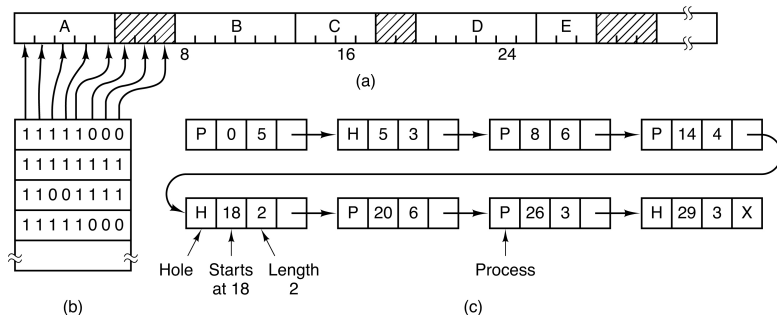 A B C D E
8 16 24
(a)
11111000
11111111
11001111
11111000
(b)
P 0 5 H 5 3 P 8 6 P 14 4
H 18 2 P 20 6 P 26 3 H 29 3 X
Hole Starts at 18 Length 2 Process
(c)